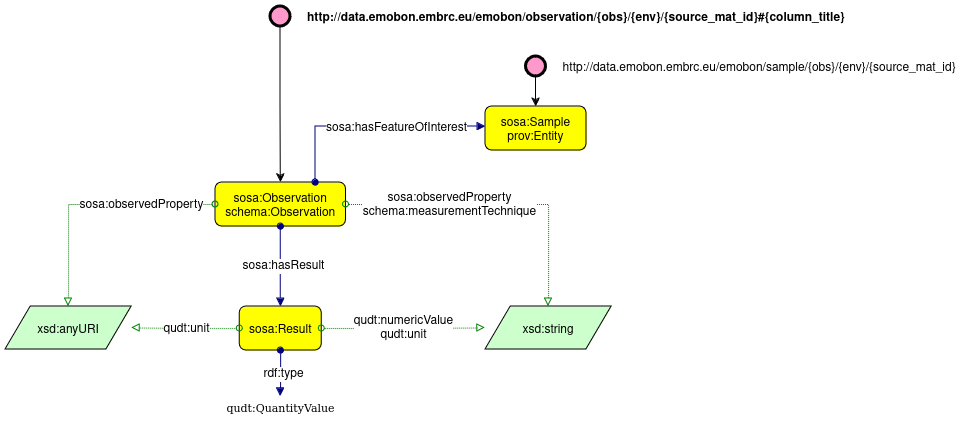 http://data.emobon.embrc.eu/emobon/observation/{obs}/{env}/{source_mat_id}#{column_title}
http://data.emobon.embrc.eu/emobon/sample/{obs}/{env}/{source_mat_id}
sosa:Sample
prov:Entity
sosa:hasFeatureOfInterest
sosa:observedProperty
sosa:Observation
schema:Observation
sosa:observedProperty
schema:measurementTechnique
sosa:hasResult
xsd:anyURI
qudt:unit
sosa:Result
qudt:numericValue
qudt:unit
xsd:string
rdf:type
qudt:QuantityValue